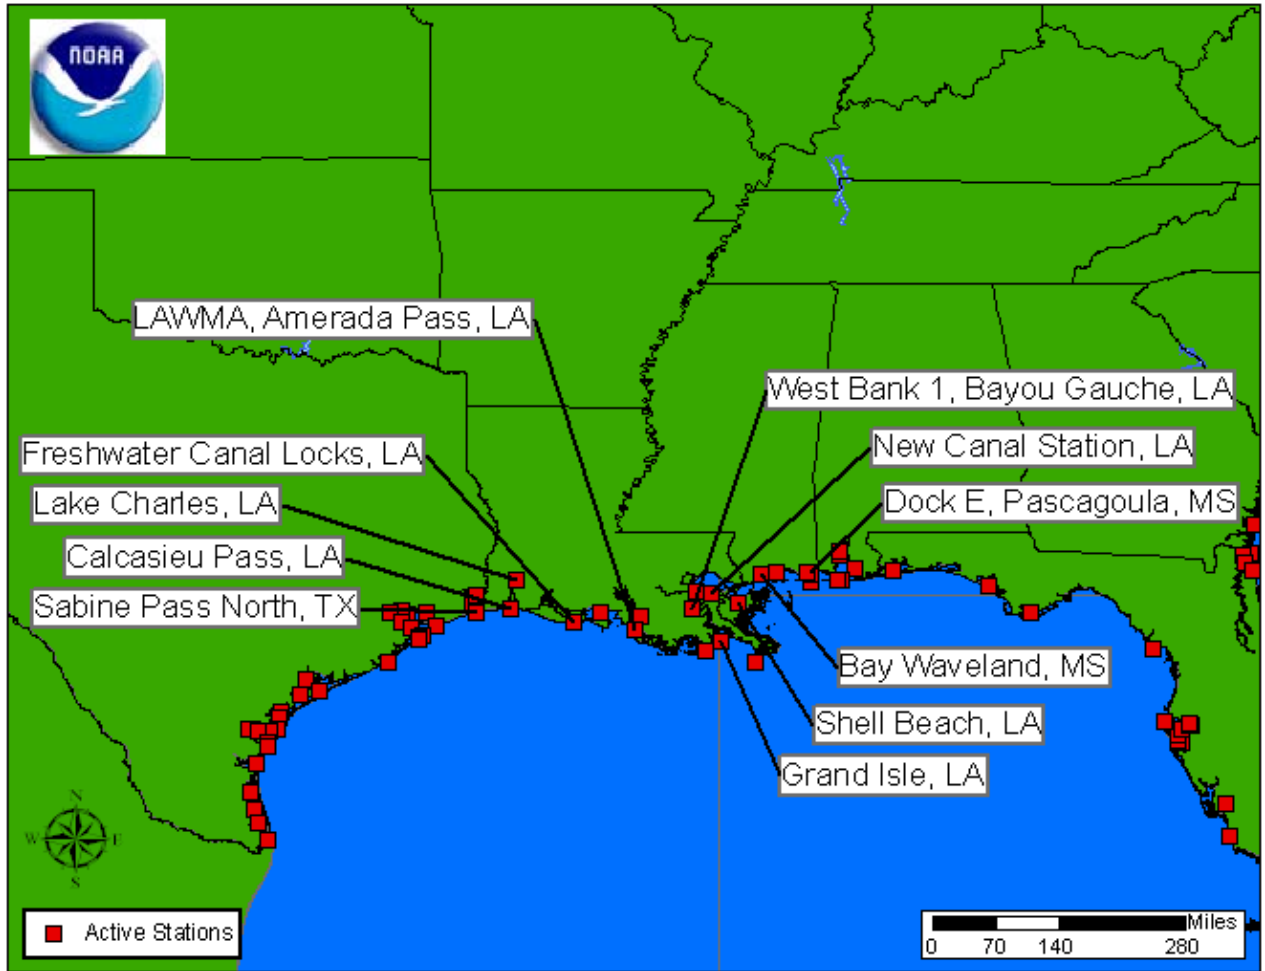 NOAA
LAWMA, Amerada Pass, LA
West Bank 1, Bayou Gauche, LA
Freshwater Canal Locks, LA
New Canal Station, LA
Lake Charles, LA
Dock E, Pascagoula, MS
Calcasieu Pass, LA
Sabine Pass North, TX
Bay Waveland, MS
Shell Beach, LA
Grand Isle, LA
N
W E
S
Active Stations
Miles
0 70 140 280